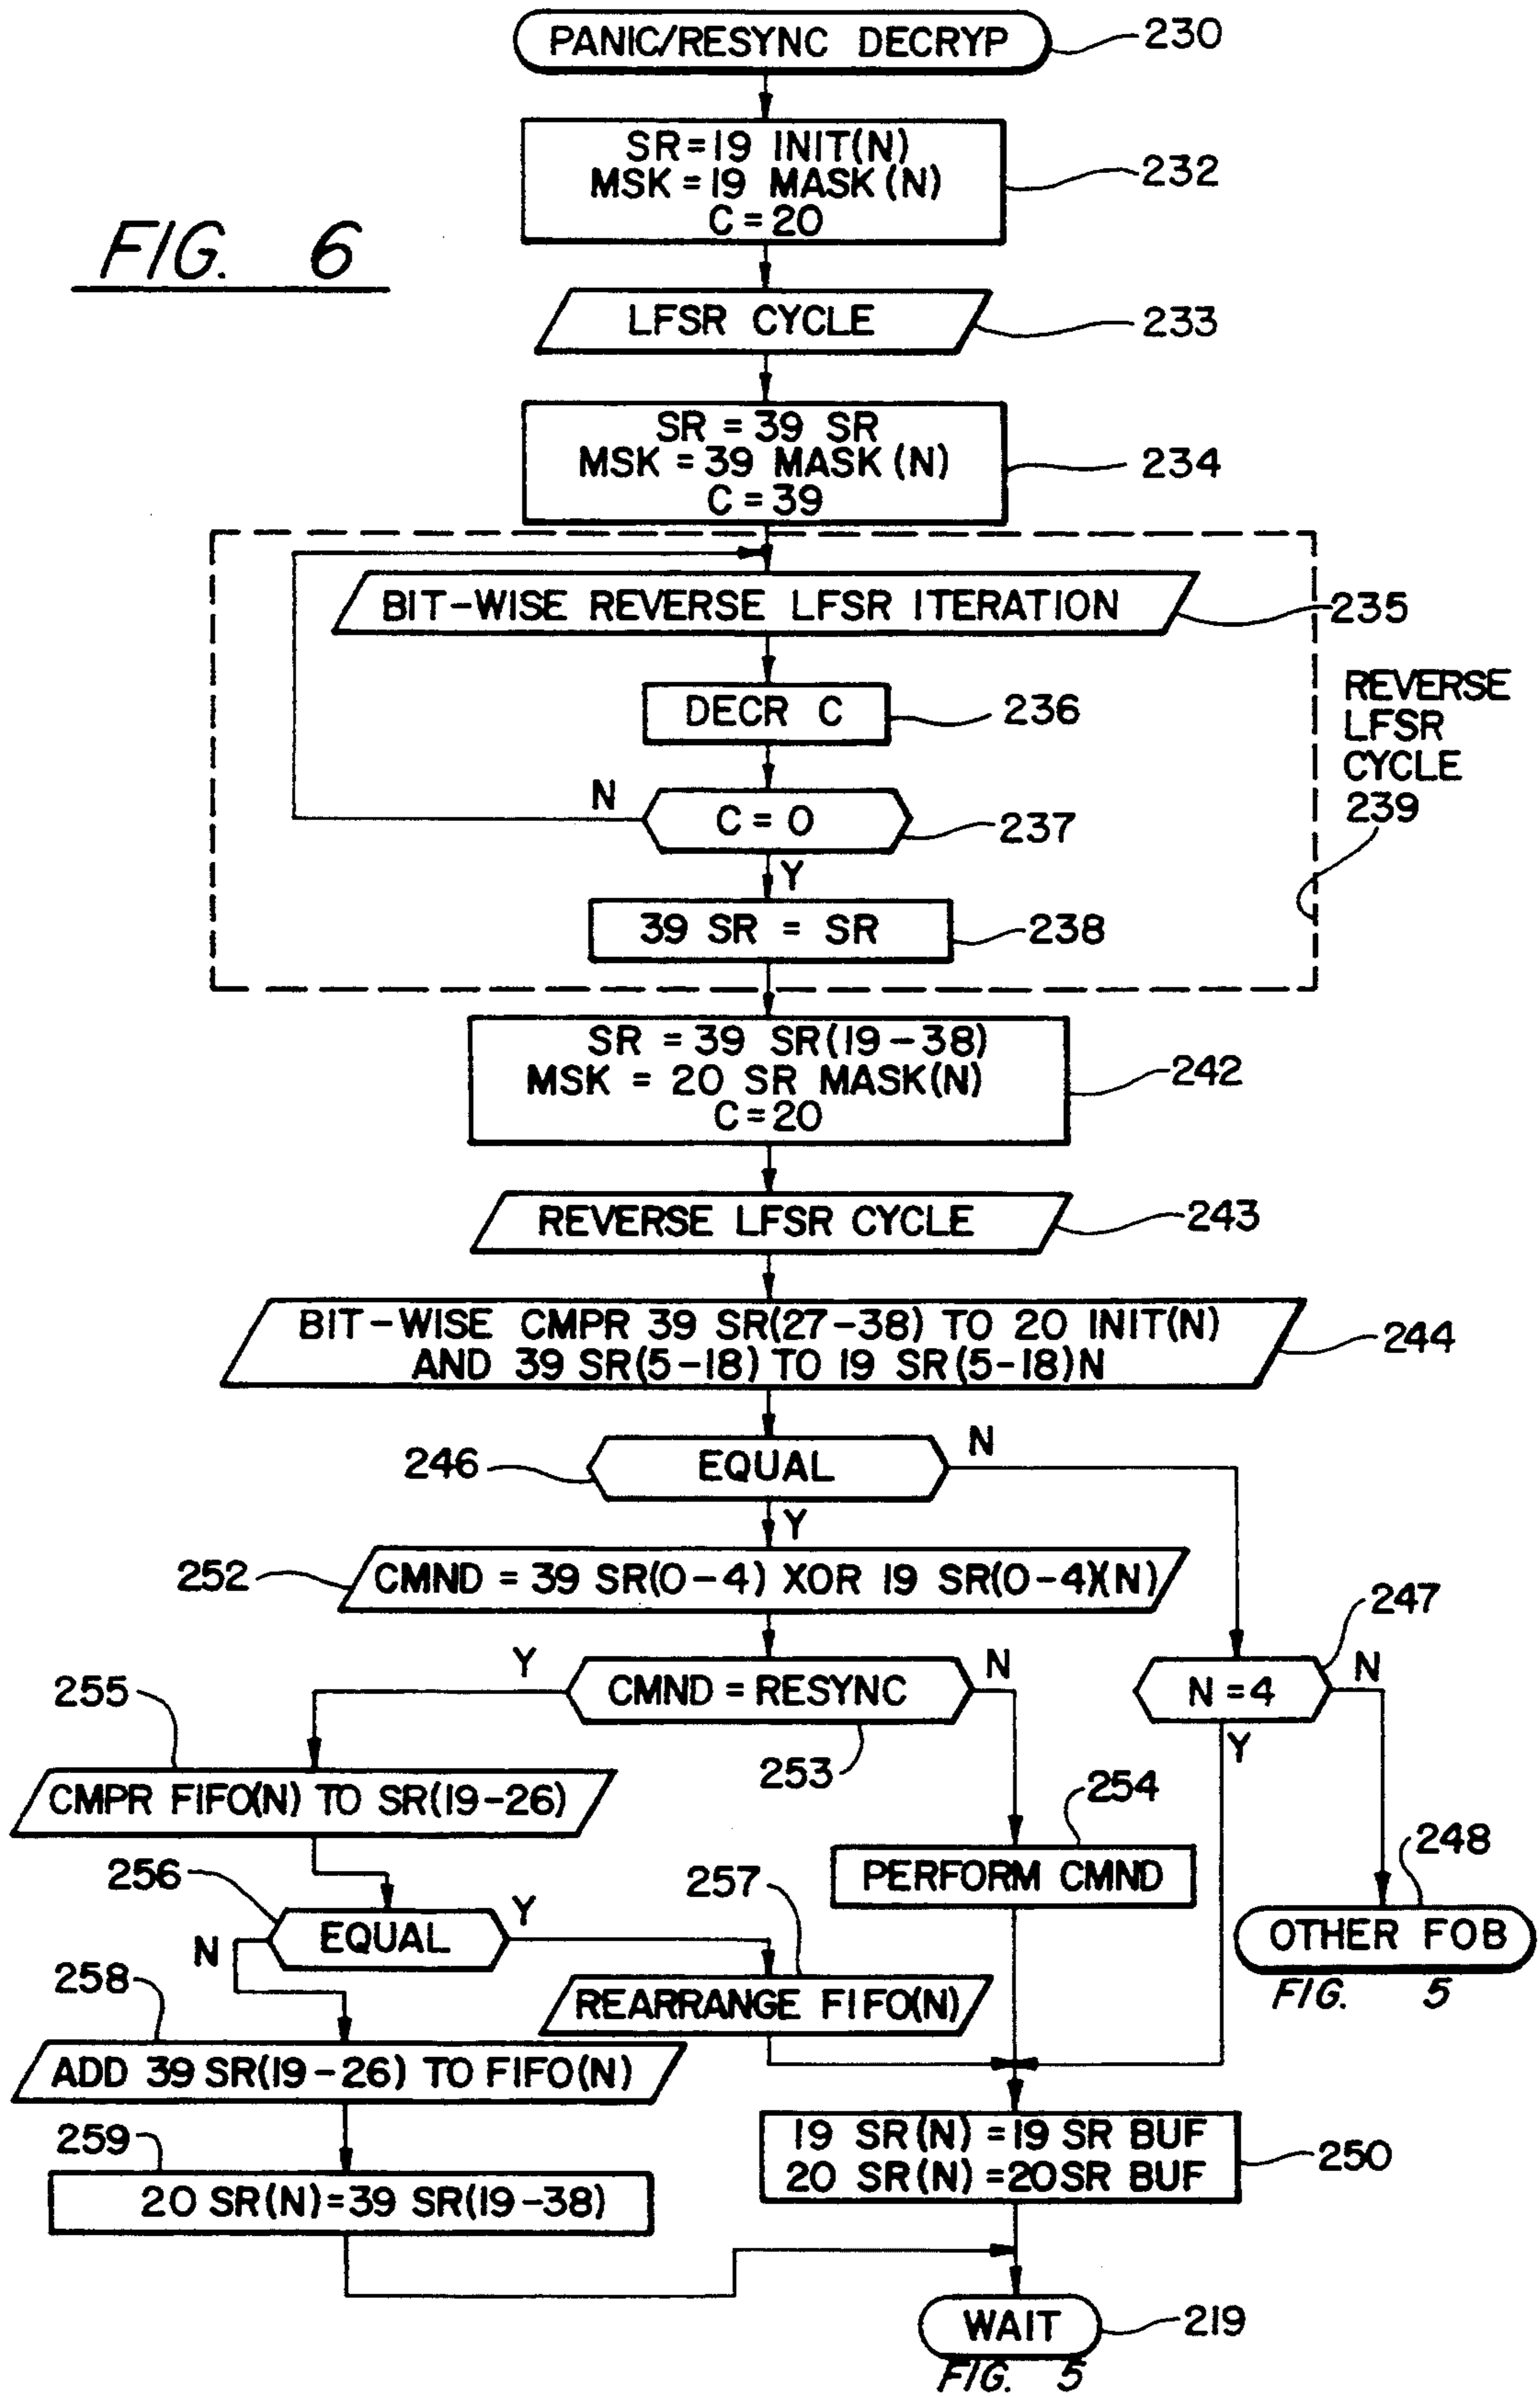 PANIC/RESYNC DECRYP
230
SR=19 INIT(N)
MSK=19 MASK(N)
C=20
232
FIG. 6
LFSR CYCLE
233
SR = 39 SR
MSK = 39 MASK(N)
C=39
234
BIT-WISE REVERSE LFSR ITERATION
235
DECR C
236
REVERSE
LFSR
CYCLE
239
N
C = 0
237
Y
39 SR = SR
238
SR = 39 SR(19-38)
MSK = 20 SR MASK(N)
C=20
242
REVERSE LFSR CYCLE
243
BIT-WISE CMPR 39 SR(27-38) TO 20 INIT(N)
AND 39 SR(5-18) TO 19 SR(5-18)N
244
246
EQUAL
N
Y
252
CMND = 39 SR(0-4) XOR 19 SR(0-4)(N)
247
255
Y
CMND = RESYNC
N
N = 4
N
253
Y
CMPR FIFO(N) TO SR(19-26)
254
256
PERFORM CMND
248
EQUAL
Y
N
257
OTHER FOB
FIG. 5
258
REARRANGE FIFO(N)
ADD 39 SR(19-26) TO FIFO(N)
259
19 SR(N) =19 SR BUF
20 SR(N) =20SR BUF
250
20 SR(N)=39 SR(19-38)
WAIT
219
FIG. 5